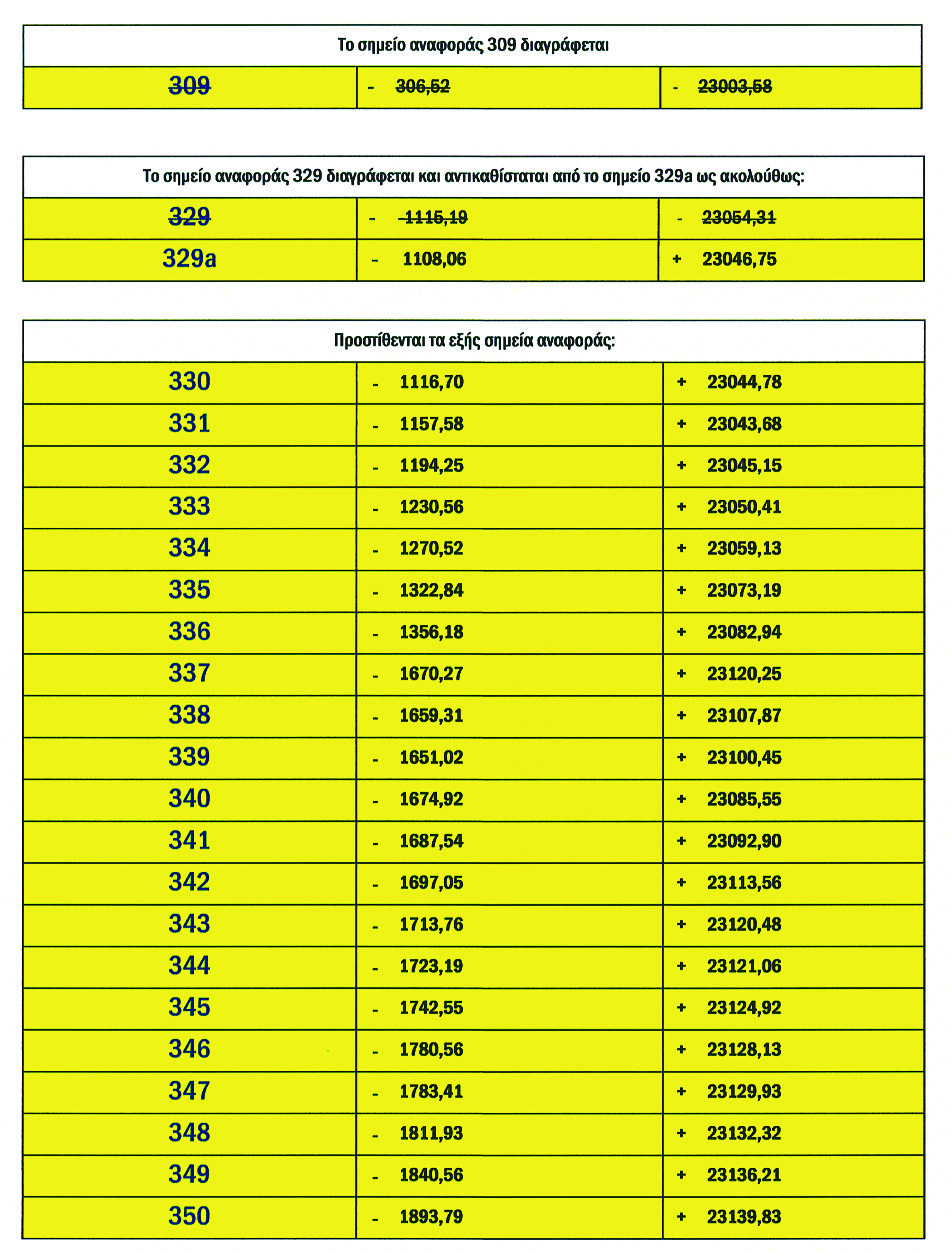 Το σημείο αναφοράς 309 διαγράφεται
309 - 306,52 - 23003,58
Το σημείο αναφοράς 329 διαγράφεται και αντικαθίσταται από το σημείο 329a ως ακολούθως:
329 - -1115,19 - 23054,31
329a - 1108,06 + 23046,75
Προστίθενται τα εξής σημεία αναφοράς:
330 - 1116,70 + 23044,78
331 - 1157,58 + 23043,68
332 - 1194,25 + 23045,15
333 - 1230,56 + 23050,41
334 - 1270,52 + 23059,13
335 - 1322,84 + 23073,19
336 - 1356,18 + 23082,94
337 - 1670,27 + 23120,25
338 - 1659,31 + 23107,87
339 - 1651,02 + 23100,45
340 - 1674,92 + 23085,55
341 - 1687,54 + 23092,90
342 - 1697,05 + 23113,56
343 - 1713,76 + 23120,48
344 - 1723,19 + 23121,06
345 - 1742,55 + 23124,92
346 - 1780,56 + 23128,13
347 - 1783,41 + 23129,93
348 - 1811,93 + 23132,32
349 - 1840,56 + 23136,21
350 - 1893,79 + 23139,83